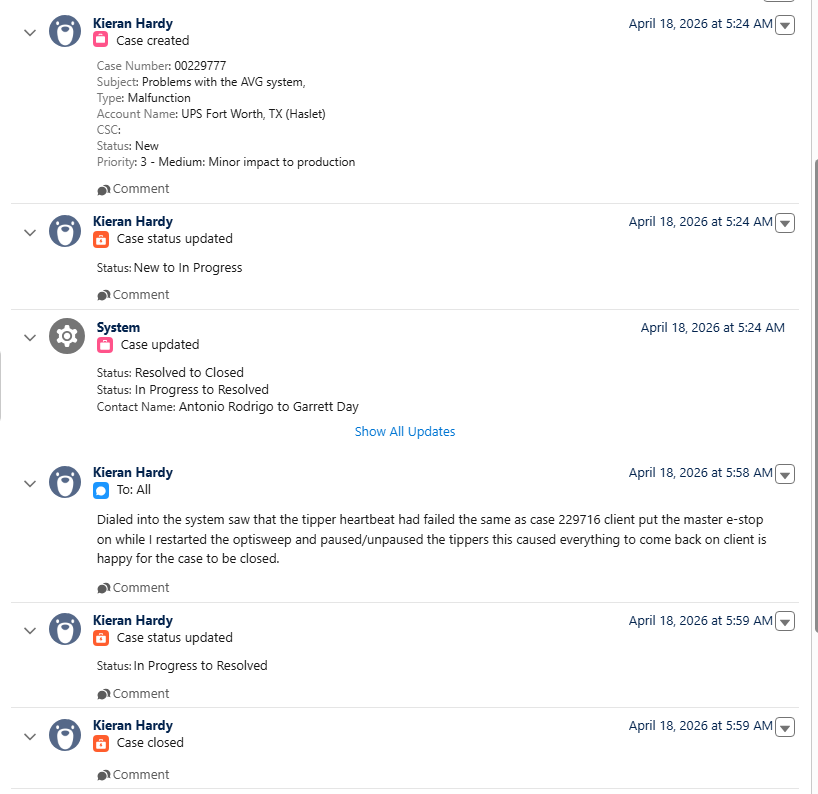 Kieran Hardy
April 18, 2026 at 5:24 AM
Case created
Case Number: 00229777
Subject: Problems with the AVG system,
Type: Malfunction
Account Name: UPS Fort Worth, TX (Haslet)
CSC:
Status: New
Priority: 3 - Medium: Minor impact to production
Comment
Kieran Hardy
April 18, 2026 at 5:24 AM
Case status updated
Status: New to In Progress
Comment
System
April 18, 2026 at 5:24 AM
Case updated
Status: Resolved to Closed
Status: In Progress to Resolved
Contact Name: Antonio Rodrigo to Garrett Day
Show All Updates
Kieran Hardy
April 18, 2026 at 5:58 AM
To: All
Dialed into the system saw that the tipper heartbeat had failed the same as case 229716 client put the master e-stop
on while I restarted the optisweep and paused/unpaused the tippers this caused everything to come back on client is
happy for the case to be closed.
Comment
Kieran Hardy
April 18, 2026 at 5:59 AM
Case status updated
Status: In Progress to Resolved
Comment
Kieran Hardy
April 18, 2026 at 5:59 AM
Case closed
Comment